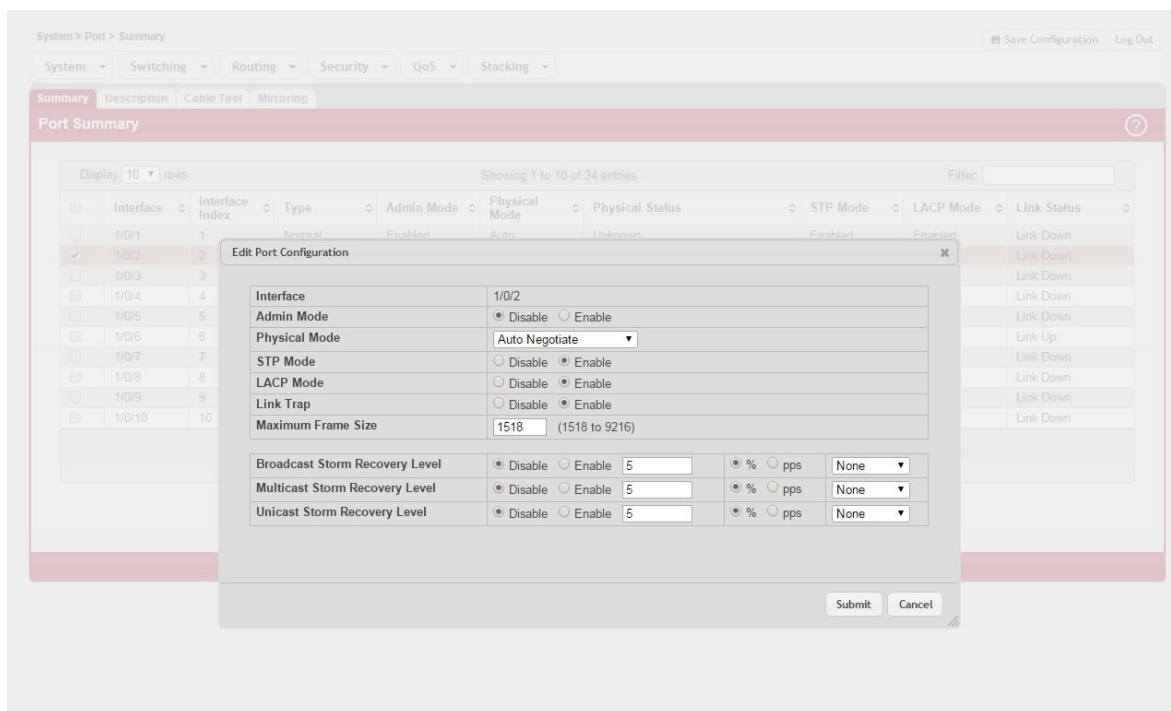 System > Port > Summary
Save Configuration Log Out
System Switching Routing Security QoS Stacking
Summary Description Cable Test Mirroring
Port Summary
Display 10 rows Showing 1 to 10 of 34 entries Filter:
Interface Interface Index Type Admin Mode Physical Mode Physical Status STP Mode LACP Mode Link Status
1/0/1 1 Normal Enabled Auto Unknown Enabled Enabled Link Down
1/0/2 2 Link Down
1/0/3 3 Link Down
1/0/4 4 Link Down
1/0/5 5 Link Down
1/0/6 6 Link Up
1/0/7 7 Link Down
1/0/8 8 Link Down
1/0/9 9 Link Down
1/0/10 10 Link Down
Edit Port Configuration
Interface 1/0/2
Admin Mode Disable Enable
Physical Mode Auto Negotiate
STP Mode Disable Enable
LACP Mode Disable Enable
Link Trap Disable Enable
Maximum Frame Size 1518 (1518 to 9216)
Broadcast Storm Recovery Level Disable Enable 5 % pps None
Multicast Storm Recovery Level Disable Enable 5 % pps None
Unicast Storm Recovery Level Disable Enable 5 % pps None
Submit Cancel